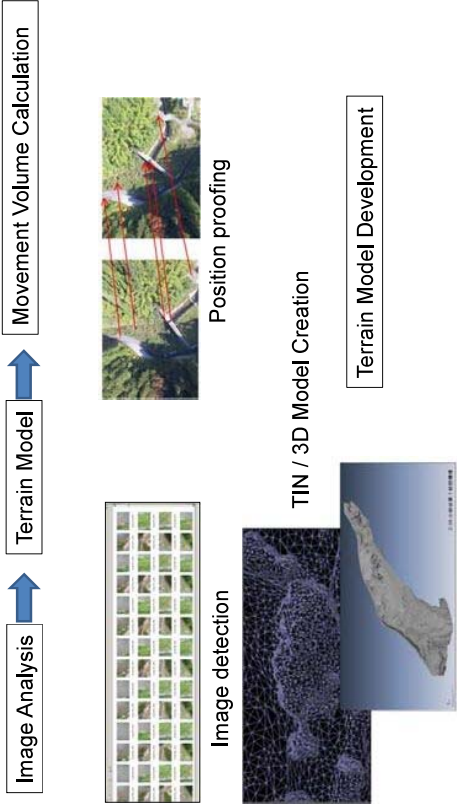 Image Analysis
Terrain Model
Movement Volume Calculation
Image detection
Position proofing
TIN / 3D Model Creation
Terrain Model Development